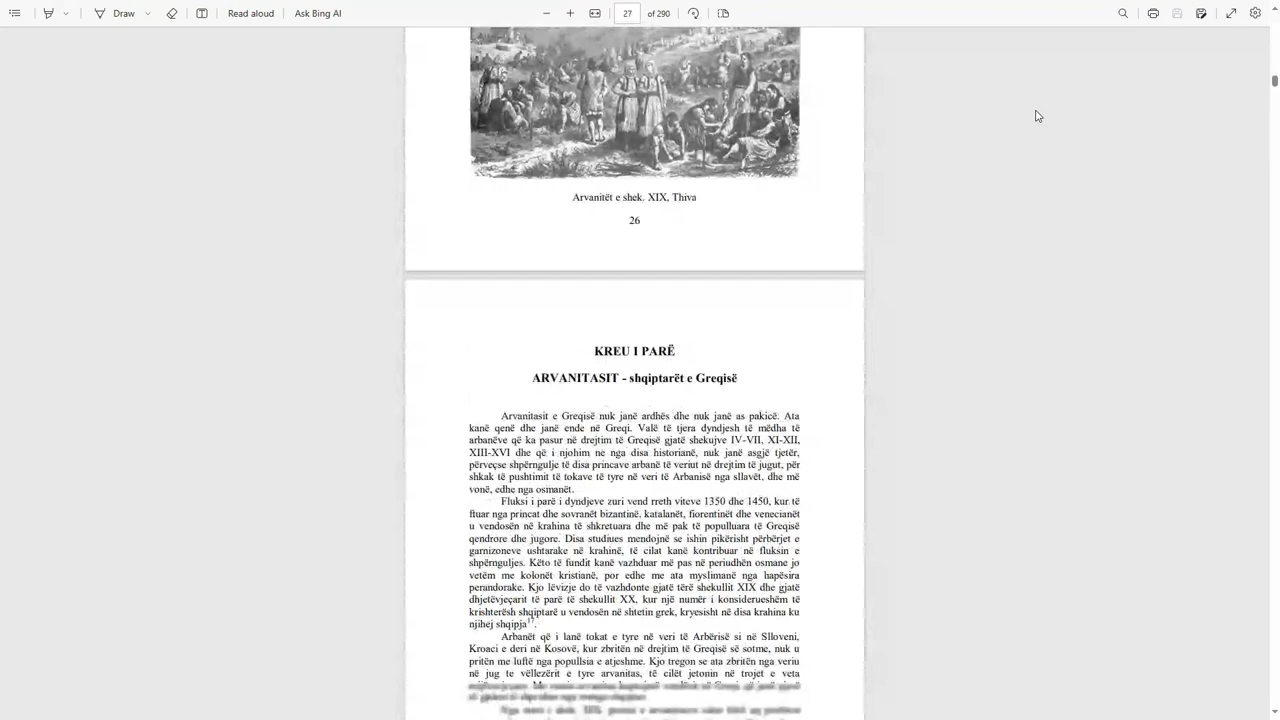 Draw
Read aloud
Ask Bing AI
27
of 290
Arvanitët e shek. XIX, Thiva
26
KREU I PARË
ARVANITASIT - shqiptarët e Greqisë
Arvanitasit e Greqisë nuk janë ardhës dhe nuk janë as pakicë. Ata
kanë qenë dhe janë ende në Greqi. Valë të tjera dyndjesh të mëdha të
arbanëve që ka pasur në drejtim të Greqisë gjatë shekujve IV-VII, XI-XII,
XIII-XVI dhe që i njohim ne nga disa historianë, nuk janë asgjë tjetër,
përveçse shpërngulje të disa princave arbanë të veriut në drejtim të jugut, për
shkak të pushtimit të tokave të tyre në veri të Arbanisë nga sllavët, dhe më
vonë, edhe nga osmanët.
Fluksi i parë i dyndjeve zuri vend rreth viteve 1350 dhe 1450, kur të
ftuar nga princat dhe sovranët bizantinë, katalanët, fiorentinët dhe venecianët
u vendosën në krahina të shkretuara dhe më pak të populluara të Greqisë
qendrore dhe jugore. Disa studiues mendojnë se ishin pikërisht përbërjet e
garnizoneve ushtarake në krahinë, të cilat kanë kontribuar në fluksin e
shpërnguljes. Këto të fundit kanë vazhduar më pas në periudhën osmane jo
vetëm me kolonët kristianë, por edhe me ata myslimanë nga hapësira
perandorake. Kjo lëvizje do të vazhdonte gjatë tërë shekullit XIX dhe gjatë
dhjetëvjeçarit të parë të shekullit XX, kur një numër i konsiderueshëm të
krishterësh shqiptarë u vendosën në shtetin grek, kryesisht në disa krahina ku
njihej shqipja¹⁷.
Arbanët që i lanë tokat e tyre në veri të Arbërisë si në Slloveni,
Kroaci e deri në Kosovë, kur zbritën në drejtim të Greqisë së sotme, nuk u
pritën me luftë nga popullsia e atjeshme. Kjo tregon se ata zbritën nga veriu
në jug te vëllezërit e tyre arvanitas, të cilët jetonin në trojet e veta